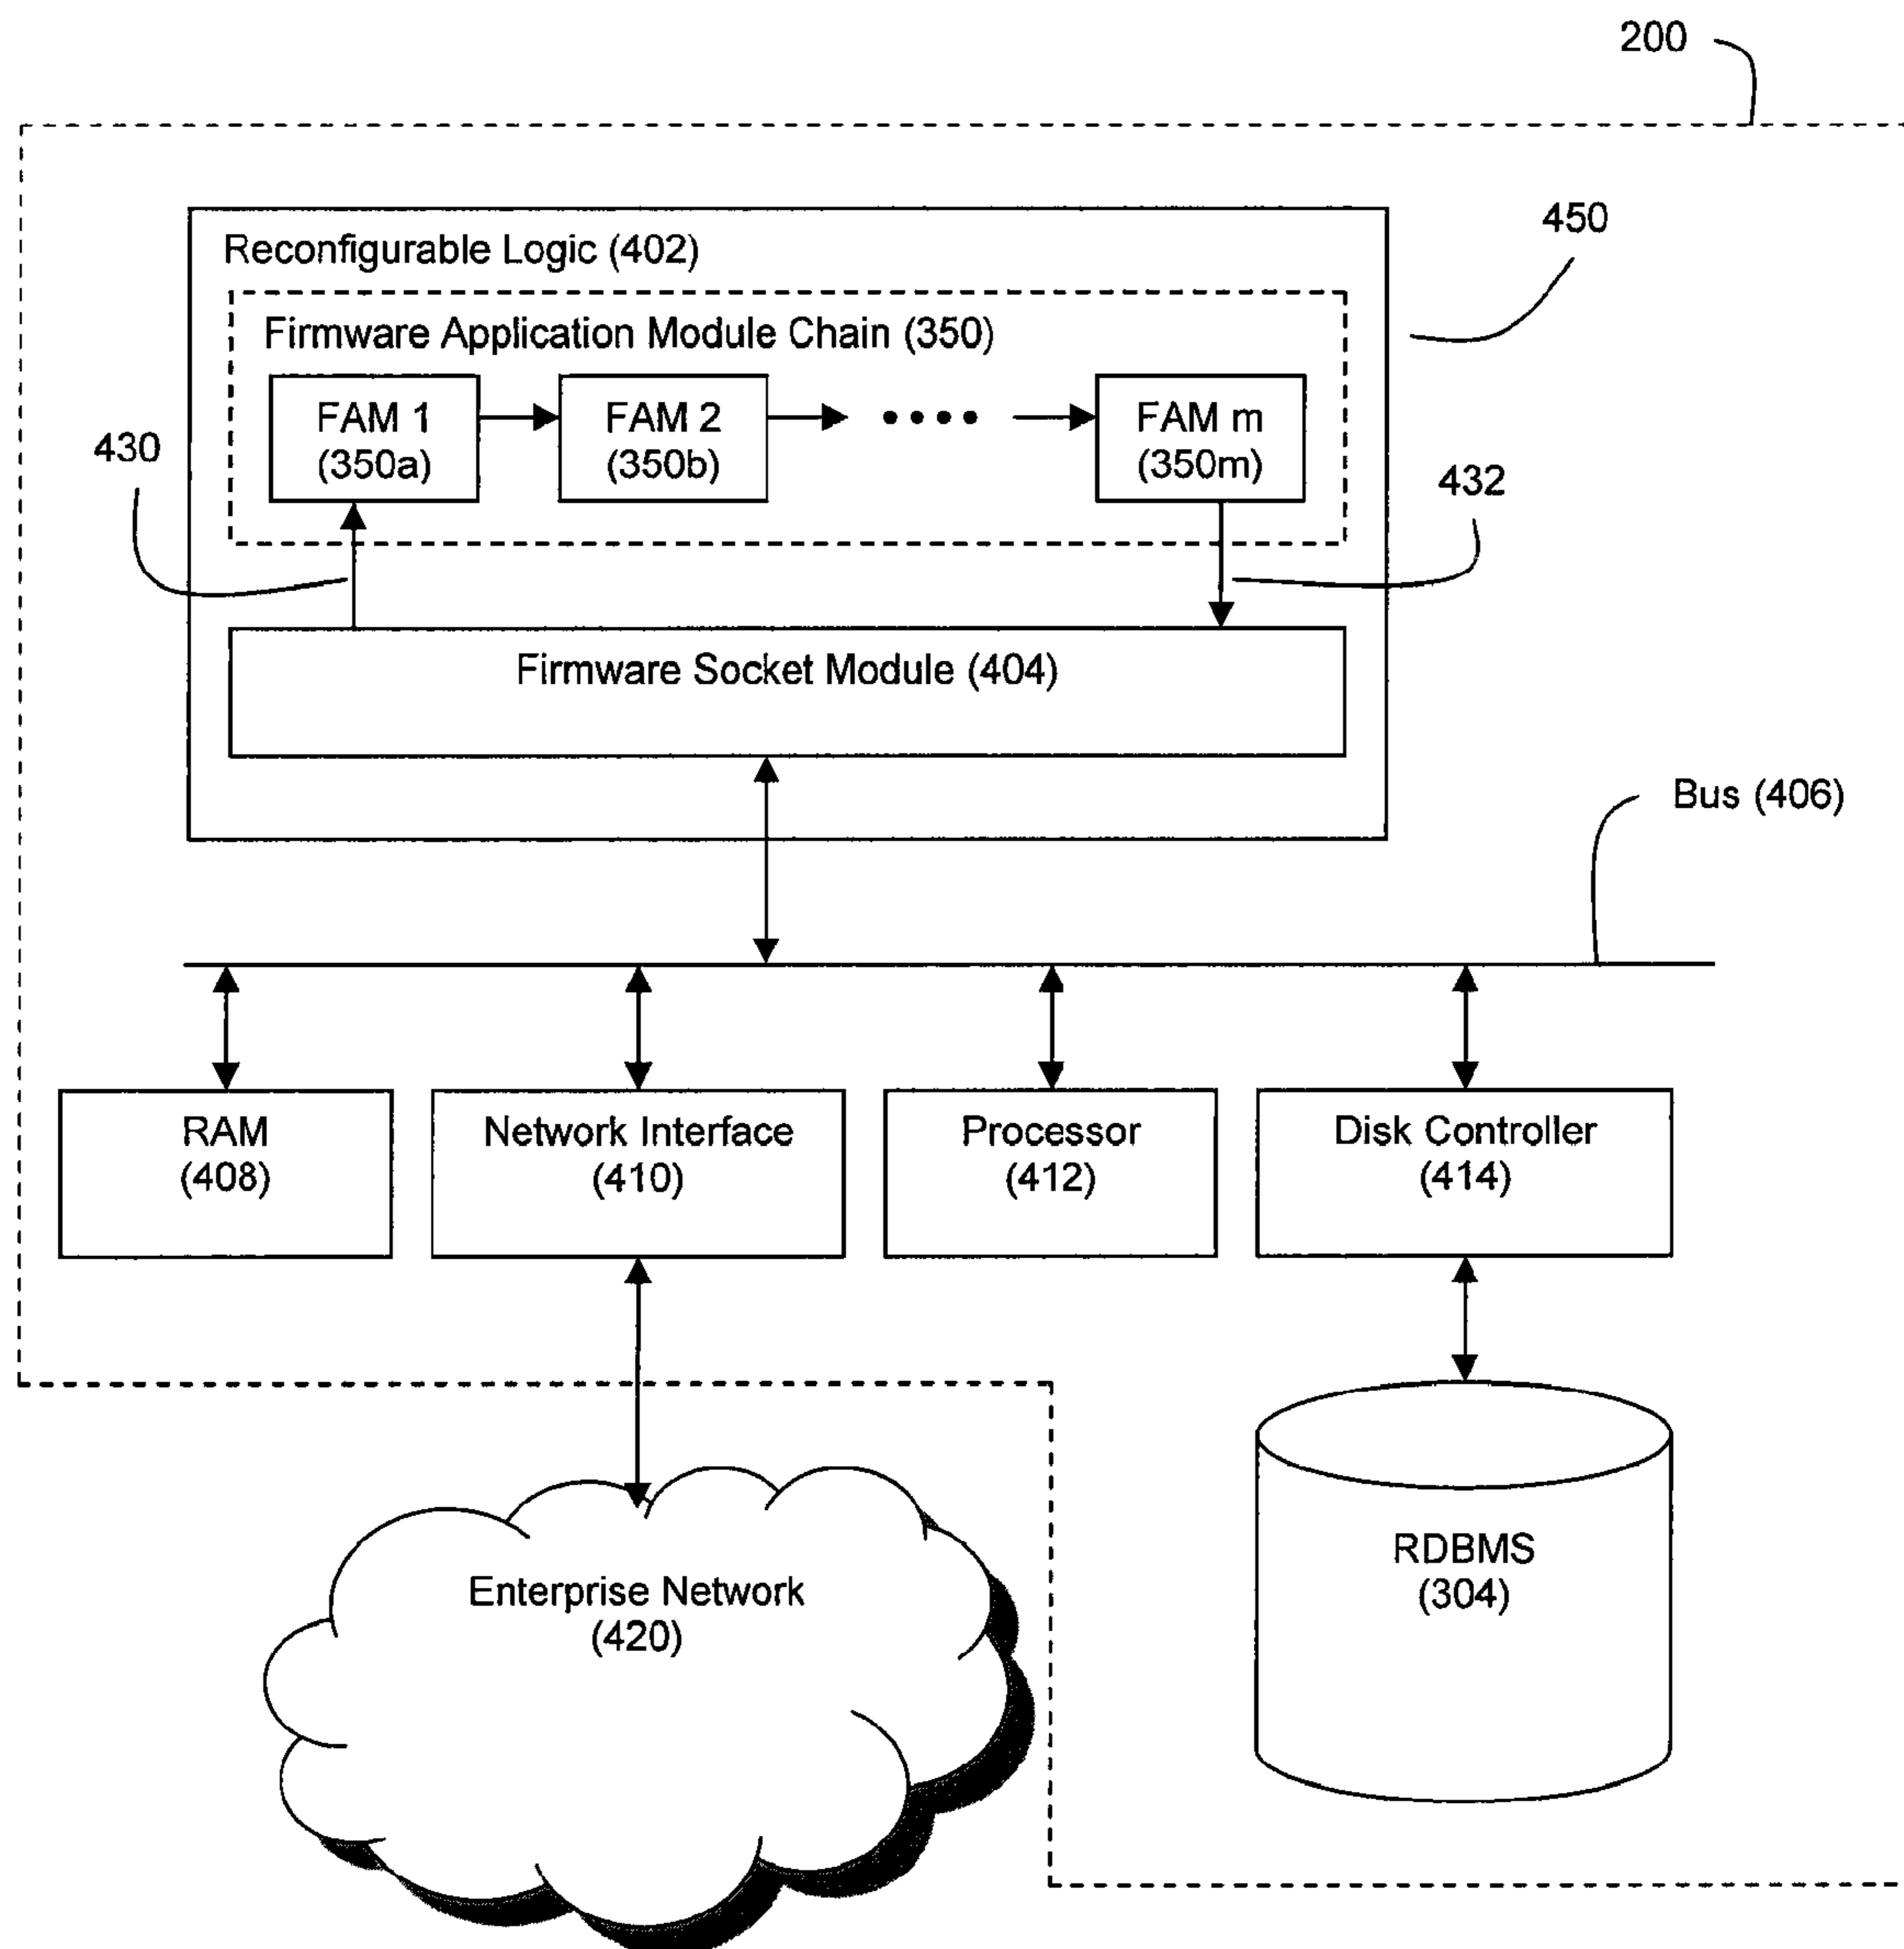 200
450
Reconfigurable Logic (402)
Firmware Application Module Chain (350)
FAM 1
(350a)
FAM 2
(350b)
••••
FAM m
(350m)
430
432
Firmware Socket Module (404)
Bus (406)
RAM
(408)
Network Interface
(410)
Processor
(412)
Disk Controller
(414)
Enterprise Network
(420)
RDBMS
(304)